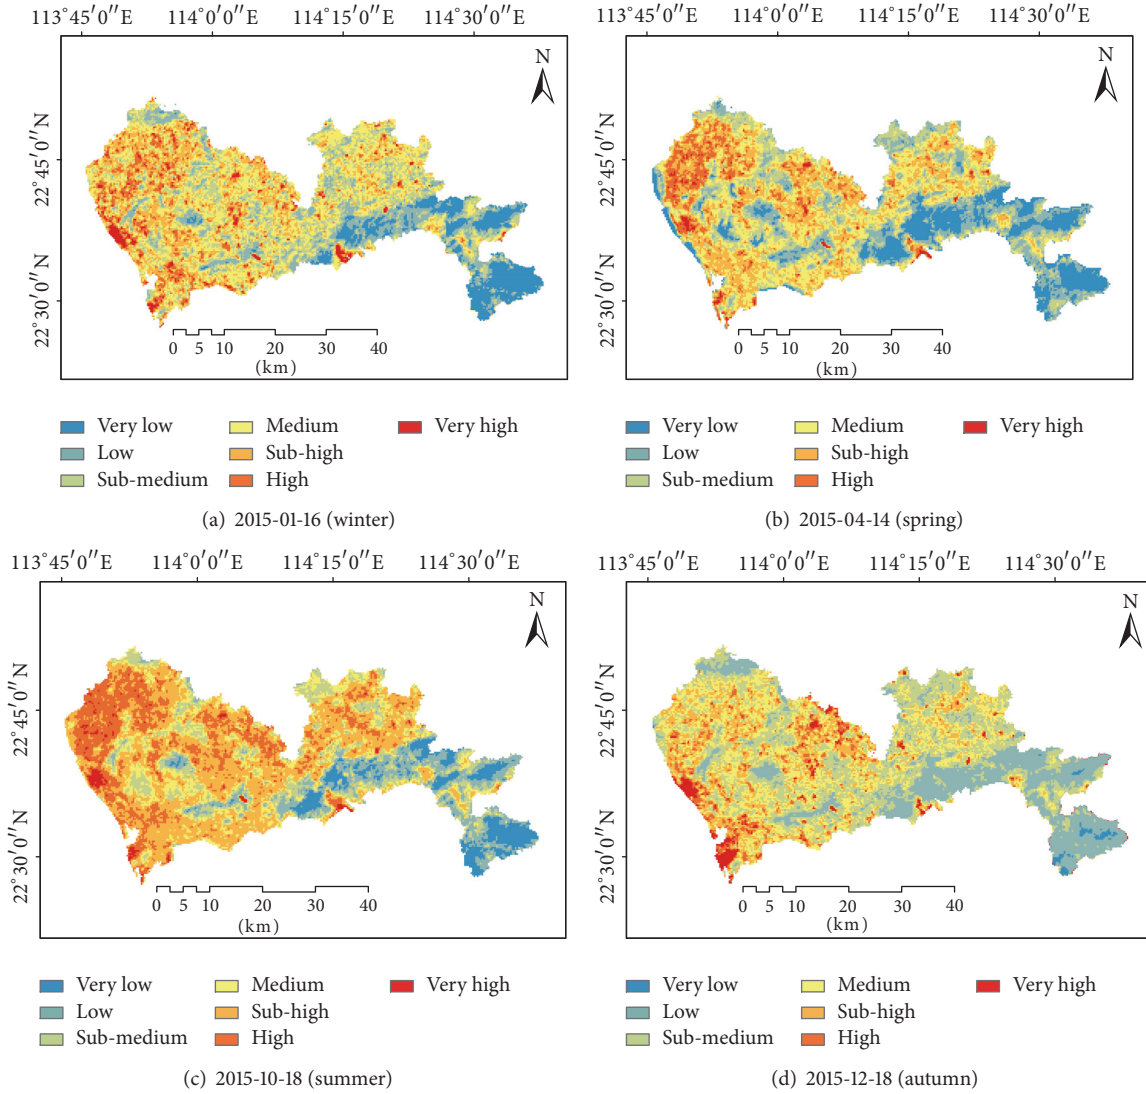 113°45′0″E 114°0′0″E 114°15′0″E 114°30′0″E
N
22°45′0″N
22°30′0″N
0 5 10 20 30 40
(km)
Very low Medium Very high
Low Sub-high
Sub-medium High
(a) 2015-01-16 (winter)
113°45′0″E 114°0′0″E 114°15′0″E 114°30′0″E
N
22°45′0″N
22°30′0″N
0 5 10 20 30 40
(km)
Very low Medium Very high
Low Sub-high
Sub-medium High
(b) 2015-04-14 (spring)
113°45′0″E 114°0′0″E 114°15′0″E 114°30′0″E
N
22°45′0″N
22°30′0″N
0 5 10 20 30 40
(km)
Very low Medium Very high
Low Sub-high
Sub-medium High
(c) 2015-10-18 (summer)
113°45′0″E 114°0′0″E 114°15′0″E 114°30′0″E
N
22°45′0″N
22°30′0″N
0 5 10 20 30 40
(km)
Very low Medium Very high
Low Sub-high
Sub-medium High
(d) 2015-12-18 (autumn)